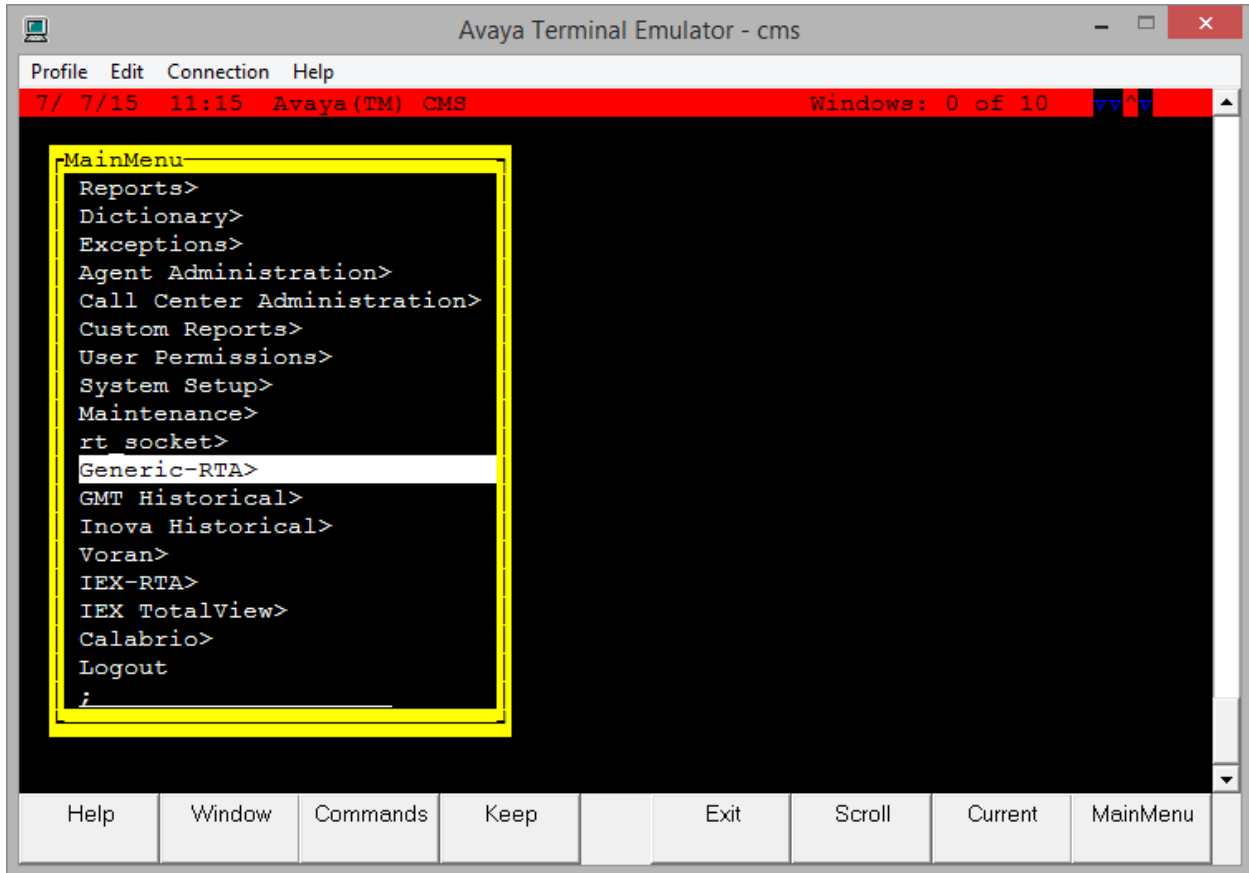 Avaya Terminal Emulator - cms
Profile Edit Connection Help
7/ 7/15 11:15 Avaya(TM) CMS Windows: 0 of 10 ▿▿^▿
MainMenu
Reports>
Dictionary>
Exceptions>
Agent Administration>
Call Center Administration>
Custom Reports>
User Permissions>
System Setup>
Maintenance>
rt_socket>
Generic-RTA>
GMT Historical>
Inova Historical>
Voran>
IEX-RTA>
IEX TotalView>
Calabrio>
Logout
;
Help Window Commands Keep Exit Scroll Current MainMenu